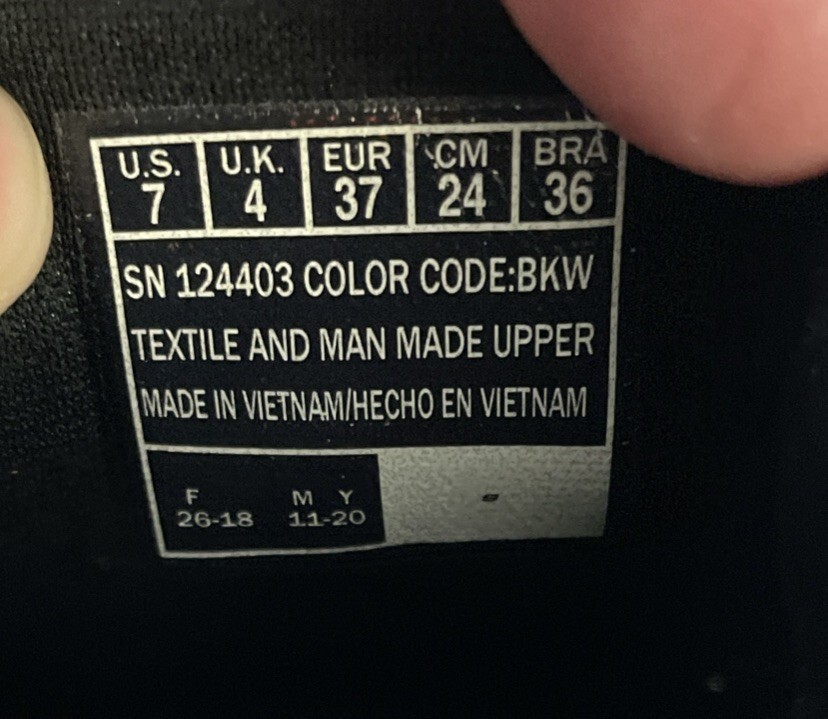 U.S. U.K. EUR CM BRA
7 4 37 24 36
SN 124403 COLOR CODE:BKW
TEXTILE AND MAN MADE UPPER
MADE IN VIETNAM/HECHO EN VIETNAM
F M Y
26-18 11-20